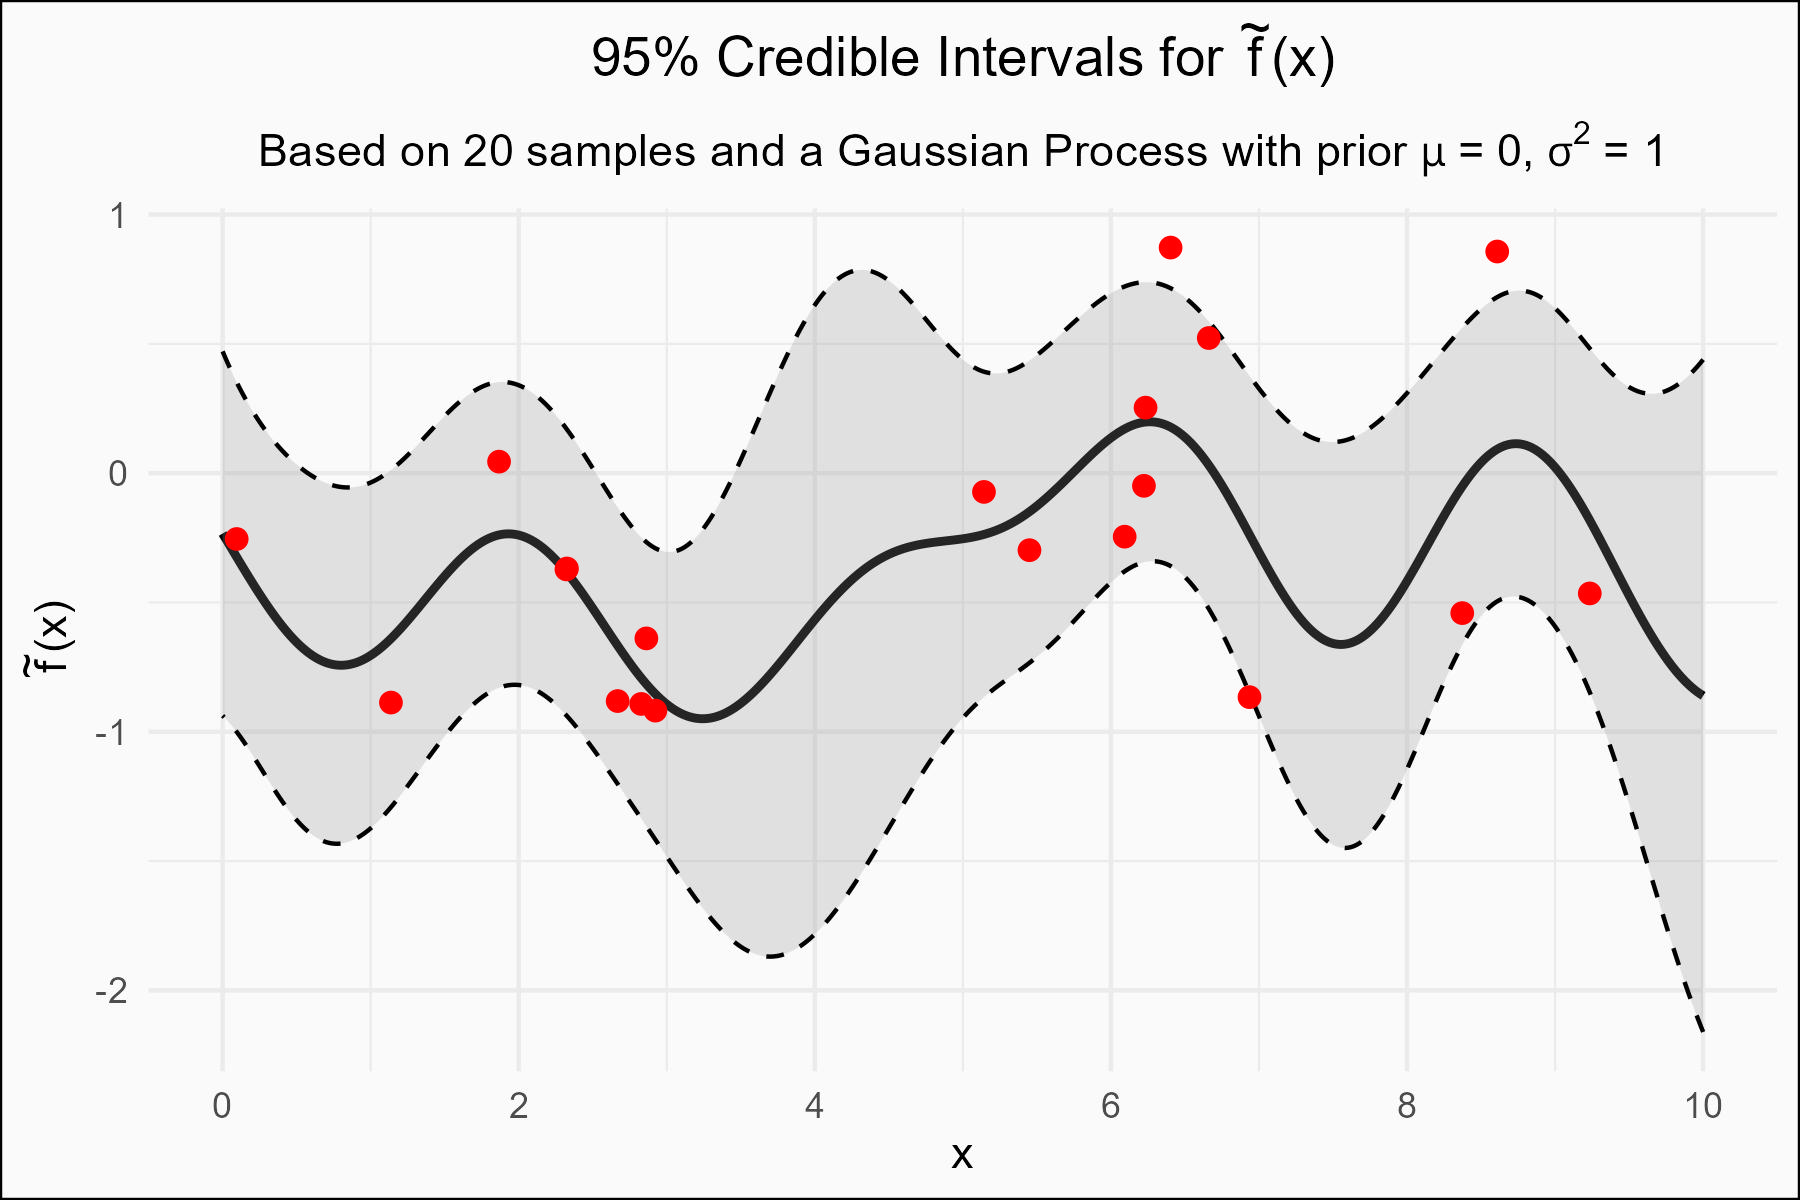 95% Credible Intervals for f̃(x)
Based on 20 samples and a Gaussian Process with prior μ = 0, σ² = 1
1
0
-1
-2
f̃(x)
0 2 4 6 8 10
x